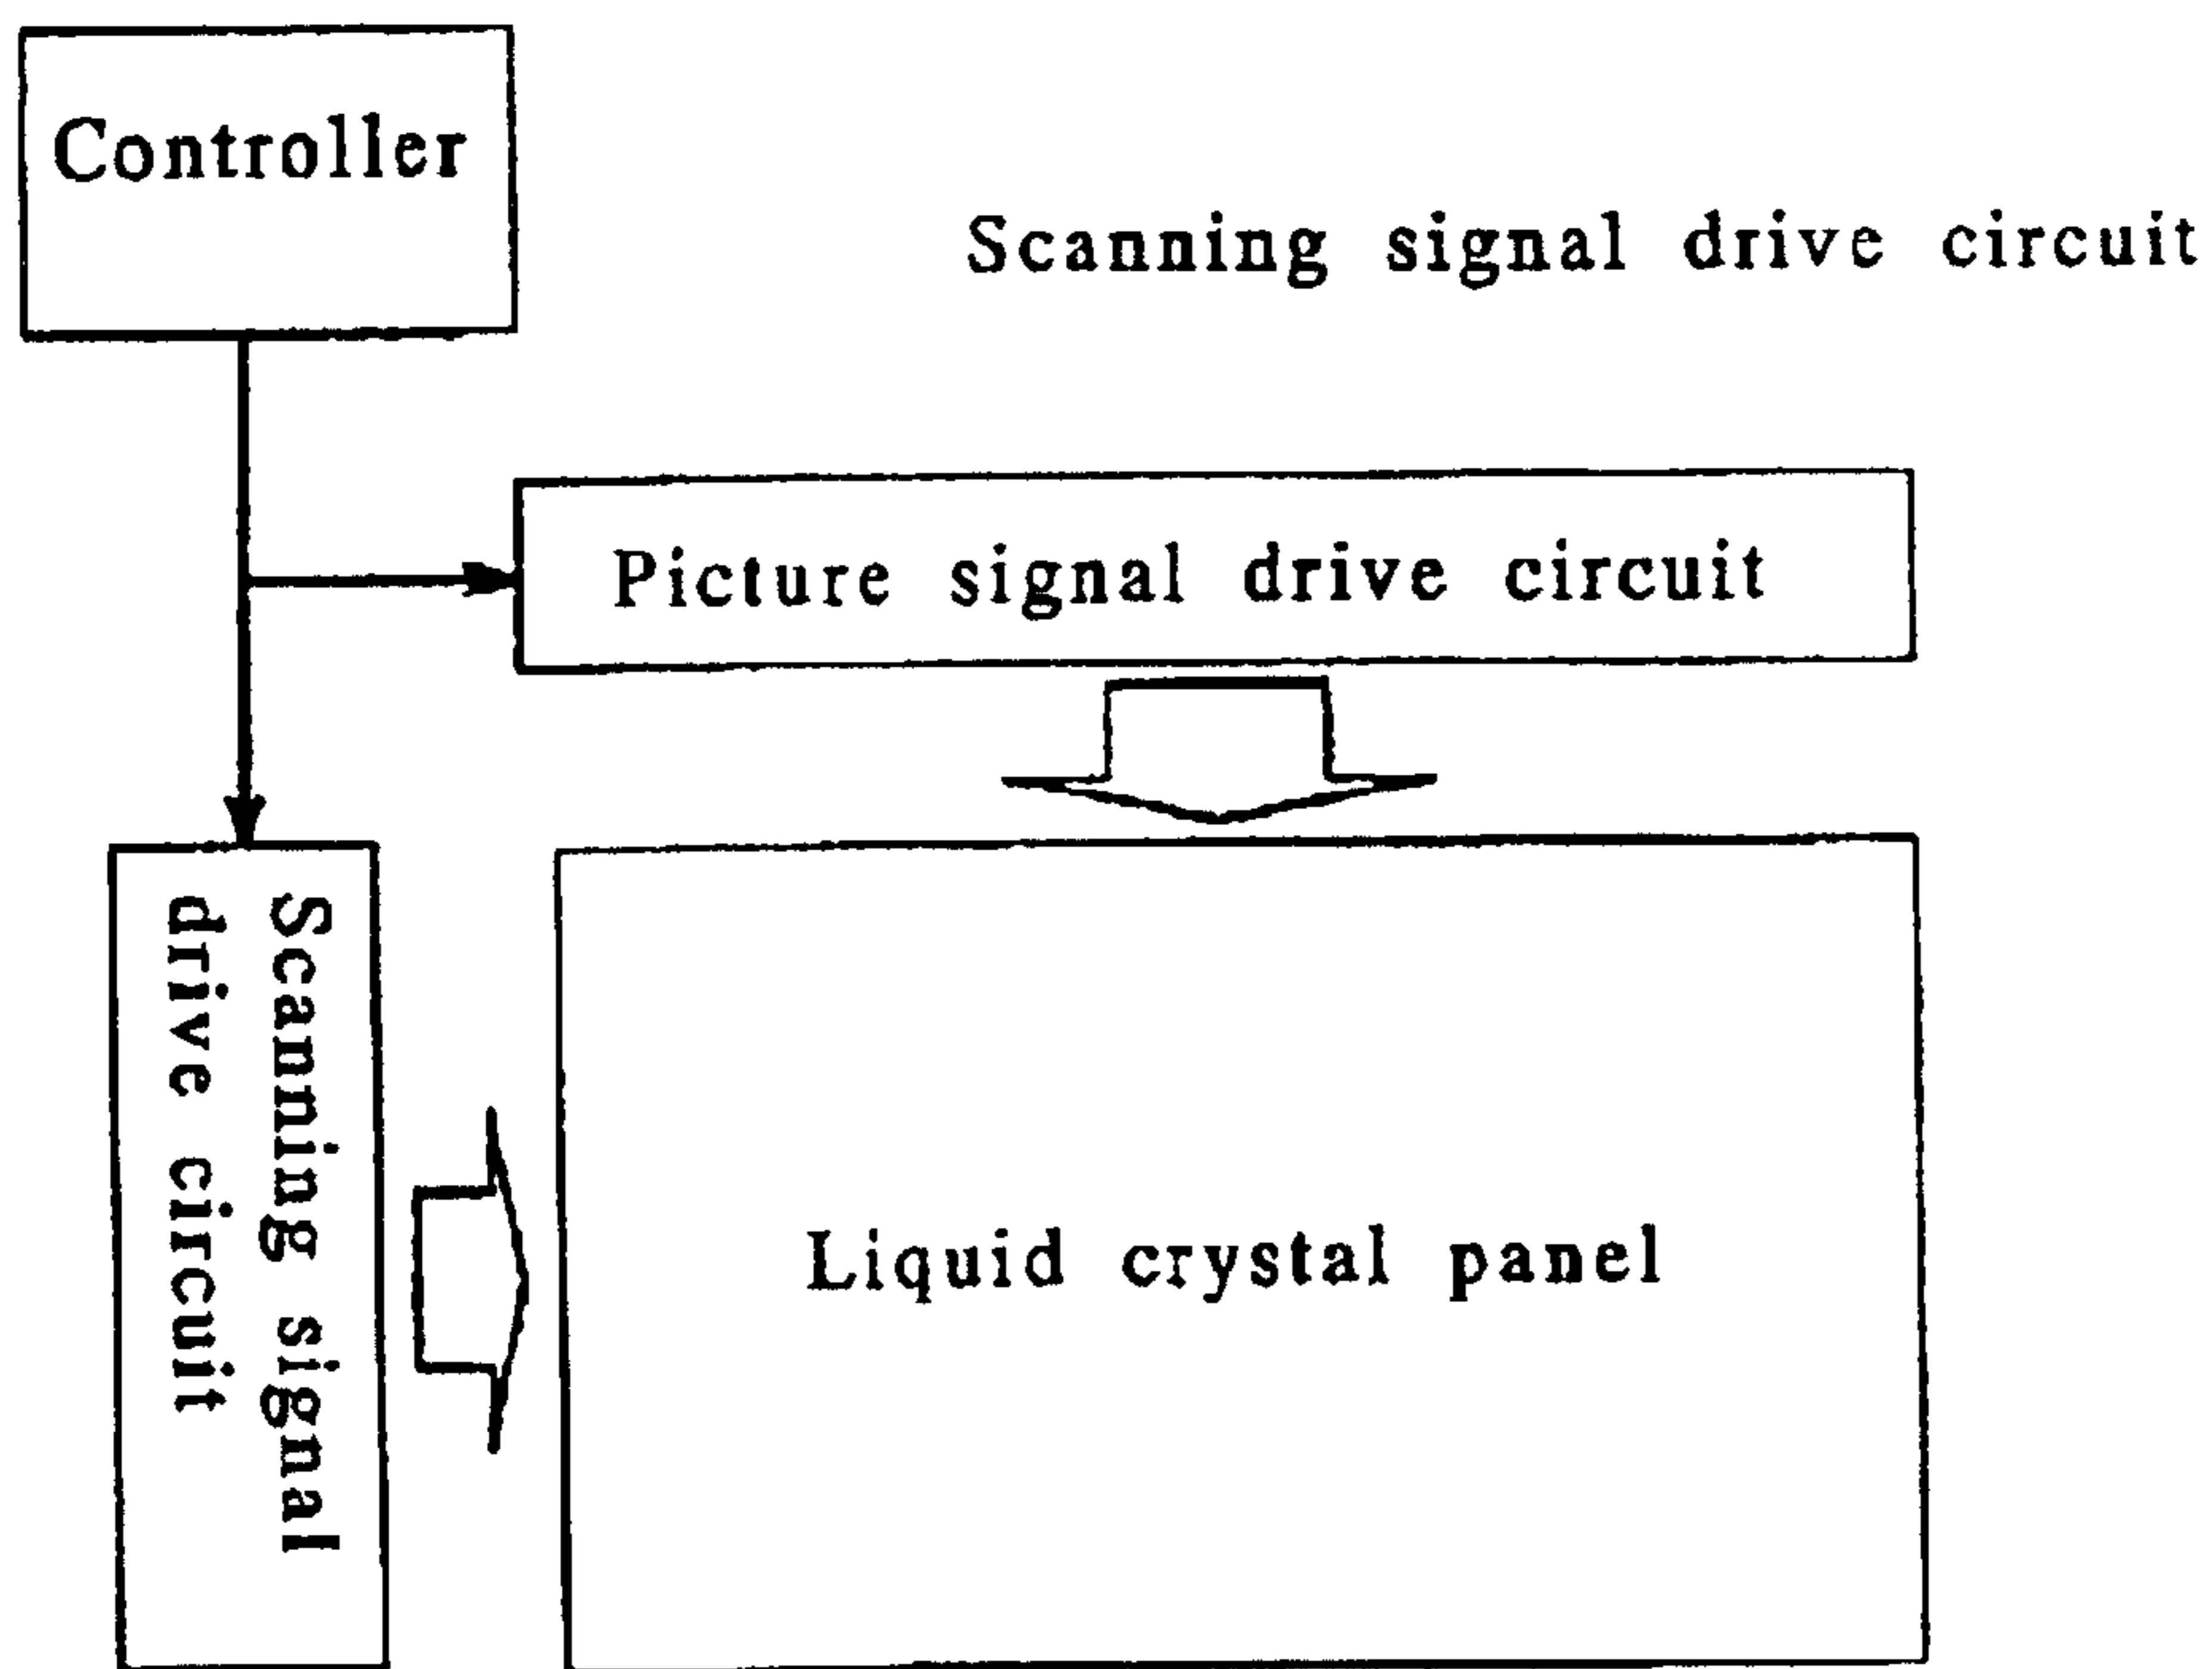 Controller
Scanning signal drive circuit
Picture signal drive circuit
Scanning signal
drive circuit
Liquid crystal panel